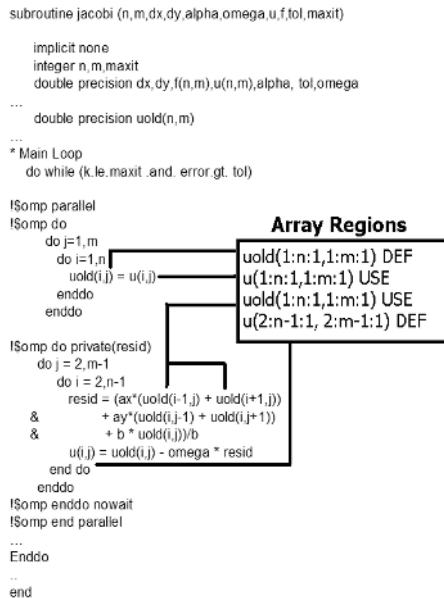 subroutine jacobi (n,m,dx,dy,alpha,omega,u,f,tol,maxit)
implicit none
integer n,m,maxit
double precision dx,dy,f(n,m),u(n,m),alpha, tol,omega
...
double precision uold(n,m)
...
* Main Loop
do while (k.le.maxit .and. error.gt. tol)
!$omp parallel
!$omp do
do j=1,m
do i=1,n
uold(i,j) = u(i,j)
enddo
enddo
Array Regions
uold(1:n:1,1:m:1) DEF
u(1:n:1,1:m:1) USE
uold(1:n:1,1:m:1) USE
u(2:n-1:1, 2:m-1:1) DEF
!$omp do private(resid)
do j = 2,m-1
do i = 2,n-1
resid = (ax*(uold(i-1,j) + uold(i+1,j))
& + ay*(uold(i,j-1) + uold(i,j+1))
& + b * uold(i,j))/b
u(i,j) = uold(i,j) - omega * resid
end do
enddo
!$omp enddo nowait
!$omp end parallel
...
Enddo
..
end